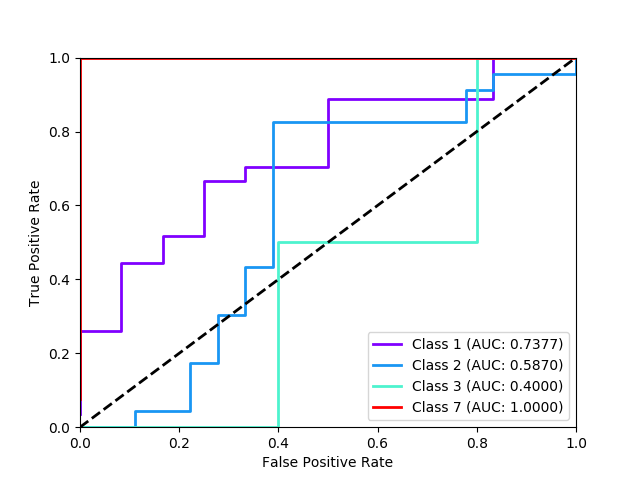 1.0
0.8
0.6
0.4
0.2
0.0
True Positive Rate
Class 1 (AUC: 0.7377)
Class 2 (AUC: 0.5870)
Class 3 (AUC: 0.4000)
Class 7 (AUC: 1.0000)
0.0 0.2 0.4 0.6 0.8 1.0
False Positive Rate